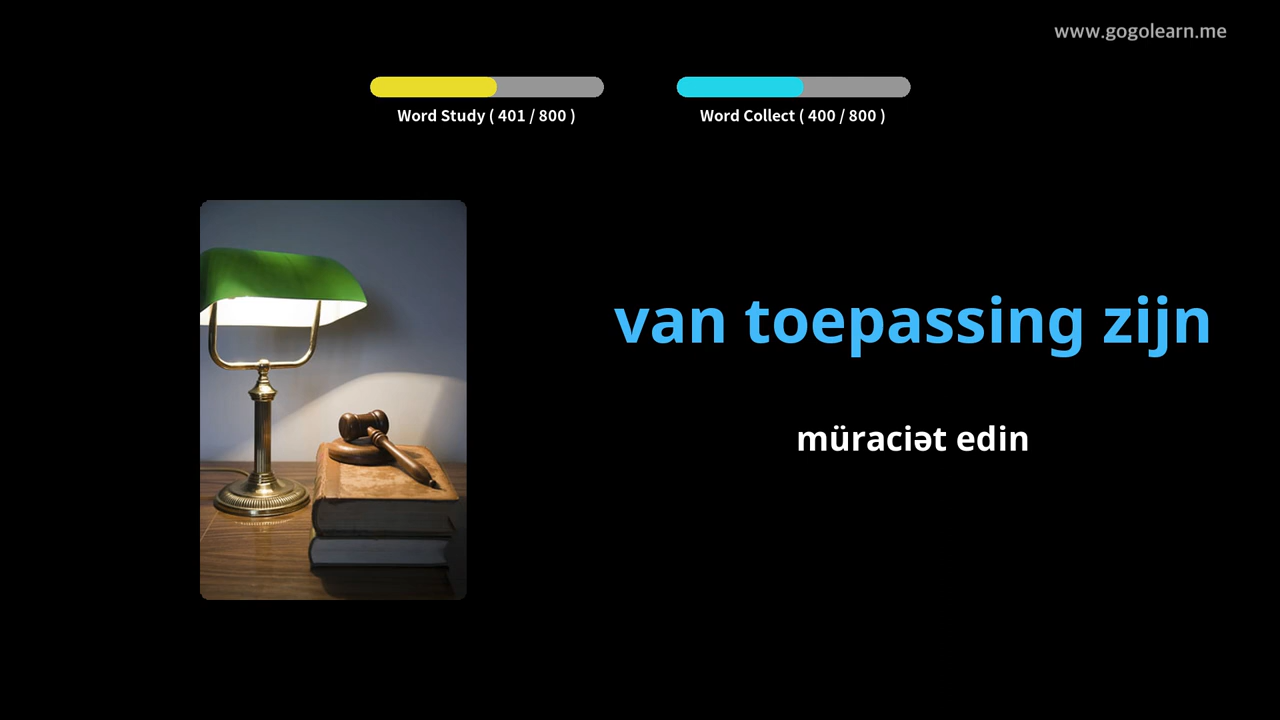 www.gogolearn.me
Word Study ( 401 / 800 )
Word Collect ( 400 / 800 )
van toepassing zijn
müraciət edin